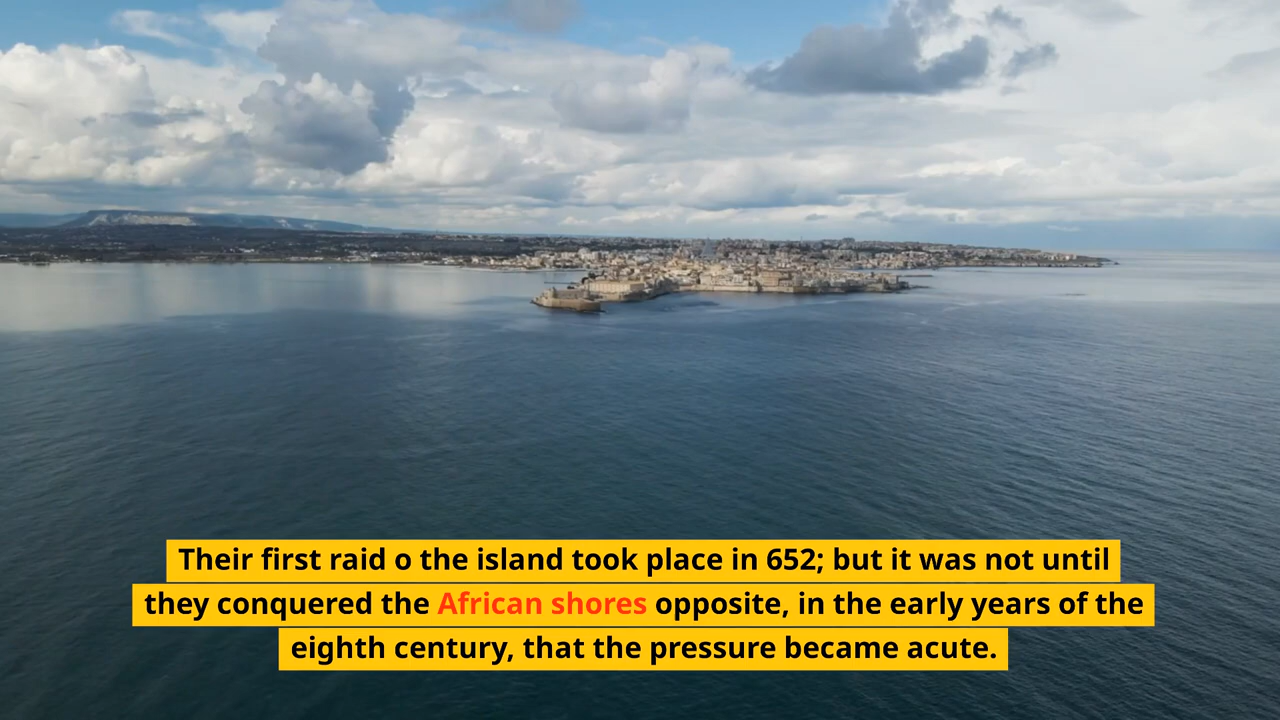 Their first raid o the island took place in 652; but it was not until
they conquered the African shores opposite, in the early years of the
eighth century, that the pressure became acute.